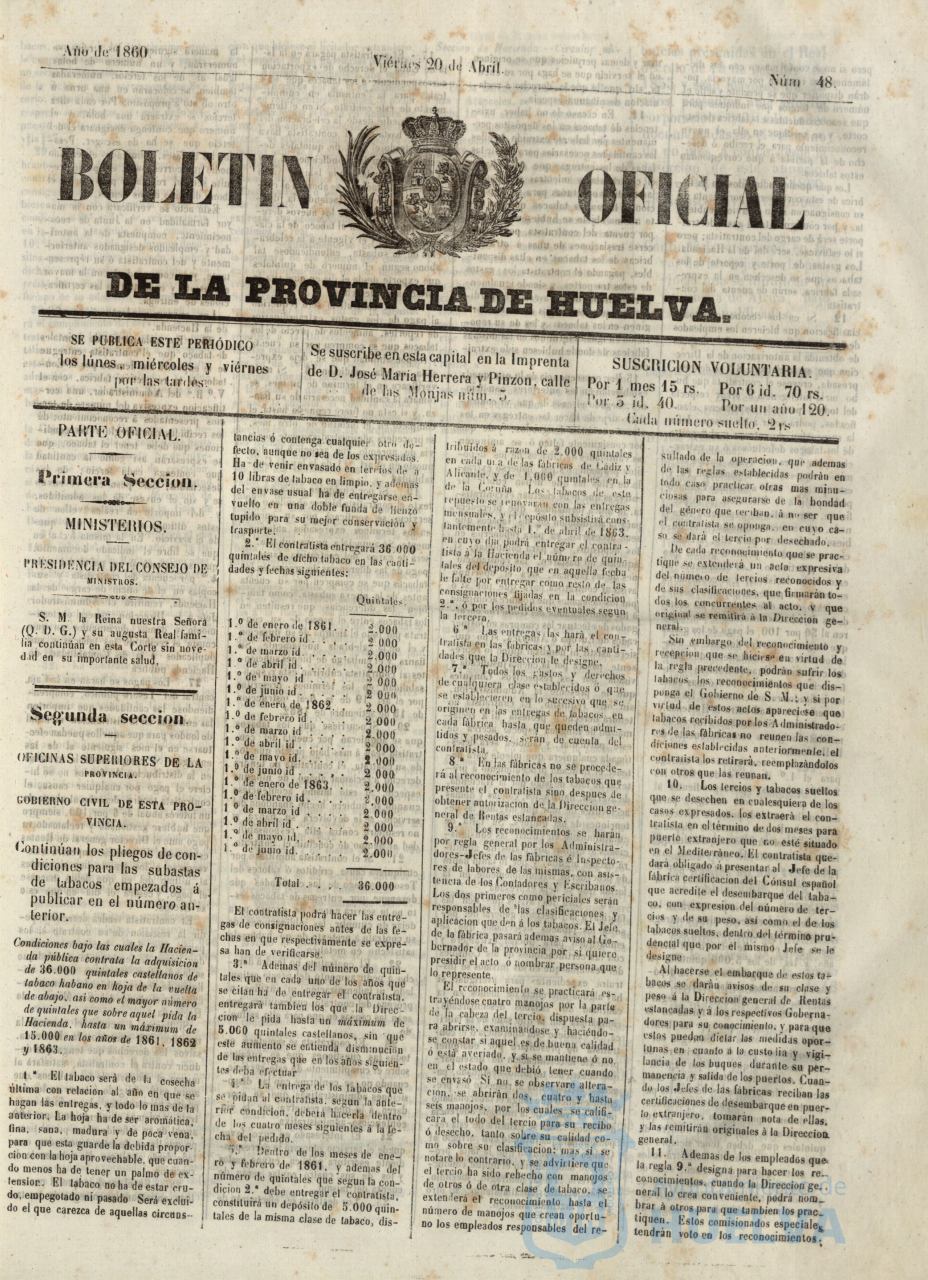 Año de 1860
Viérnes 20 de Abril.
Núm 48.
BOLETIN OFICIAL
DE LA PROVINCIA DE HUELVA.
SE PUBLICA ESTE PERIÓDICO
los lúnes, miércoles y viérnes
por las tardes.
Se suscribe en esta capital en la Imprenta
de D. José María Herrera y Pinzon, calle
de las Monjas núm. 5.
SUSCRICION VOLUNTARIA.
Por 1 mes 15 rs. Por 6 id. 70 rs.
Por 3 id. 40. Por un año 120.
Cada número suelto, 2 rs
PARTE OFICIAL.
Primera Seccion.
MINISTERIOS.
PRESIDENCIA DEL CONSEJO DE
MINISTROS.
S. M. la Reina nuestra Señora
(Q. D. G.) y su augusta Real fami-
lia continúan en esta Corte sin nove-
dad en su importante salud.
Segunda seccion
OFICINAS SUPERIORES DE LA
PROVINCIA.
GOBIERNO CIVIL DE ESTA PRO-
VINCIA.
Continúan los pliegos de con-
diciones para las subastas
de tabacos empezados á
publicar en el número an-
terior.
Condiciones bajo las cuales la Hacien-
da pública contrata la adquisicion
de 36.000 quintales castellanos de
tabaco habano en hoja de la vuelta
de abajo, asi como el mayor número
de quintales que sobre aquel pida la
Hacienda, hasta un máximum de
15.000 en los años de 1861, 1862
y 1863.
1.ª El tabaco será de la cosecha
última con relacion al año en que se
hagan las entregas, y todo lo mas de la
anterior. La hoja ha de ser aromática,
fina, sana, madura y de poca vena,
para que esta guarde la debida propor-
cion con la hoja aprovechable, que cuan-
do menos ha de tener un palmo de ex-
tension. El tabaco no ha de estar cru-
do, empegotado ni pasado Será exclui-
do el que carezca de aquellas circuns-
tancias ó contenga cualquier otro de-
fecto, aunque no sea de los expresados.
Ha de venir envasado en tercios de á
10 libras de tabaco en limpio, y ademas
del envase usual ha de entregarse en-
vuelto en una doble funda de lienzo
tupido para su mejor conservacion y
trasporte.
2.ª El contratista entregará 36.000
quintales de dicho tabaco en las canti-
dades y fechas siguientes:
Quintales.
1.º de enero de 1861. . . 2.000
1.º de febrero id . . . . 2.000
1.º de marzo id . . . . 2.000
1.º de abril id . . . . 2.000
1.º de mayo id . . . . 2.000
1.º de junio id . . . . 2.000
1.º de enero de 1862. . . 2.000
1.º de febrero id . . . . 2.000
1.º de marzo id . . . . 2.000
1.º de abril id . . . . 2.000
1.º de mayo id. . . . . 2.000
1.º de junio id . . . . 2.000
1.º de enero de 1863. . . 2.000
1.º de febrero id. . . . 2.000
1.º de marzo id . . . . 2.000
1.º de abril id . . . . 2.000
1.º de mayo id. . . . . 2.000
1.º de junio id. . . . . 2.000
Total . . . . 36.000
El contratista podrá hacer las entre-
gas de consignaciones antes de las fe-
chas en que respectivamente se expre-
sa han de verificarse.
3.ª Ademas del número de quin-
tales que en cada uno de los años que
se citan ha de entregar el contratista,
entregará tambien los que la Direc-
cion le pida hasta un máximum de
5.000 quintales castellanos, sin que
este aumento se entienda disminucion
de las entregas que en los años siguien-
tes deba efectuar
4.ª La entrega de los tabacos que
se pidan al contratista, segun la ante-
rior condicion, deberá hacerla dentro
de los cuatro meses siguientes á la fe-
cha del pedido.
5.ª Dentro de los meses de ene-
ro y febrero de 1861, y ademas del
número de quintales que segun la con-
dicion 2.ª debe entregar el contratista,
constituirá un depósito de 5.000 quin-
tales de la misma clase de tabaco, dis-
tribuidos á razon de 2.000 quintales
en cada una de las fábricas de Cádiz y
Alicante, y de 1,000 quintales en la
de la Coruña Los tabacos de este
repuesto se renovarán con las entregas
mensuales, y el depósito subsistirá cons-
tantemente hasta 1.º de abril de 1863,
en cuyo dia podrá entregar el contra-
tista á la Hacienda el número de quin-
tales del depósito que en aquella fecha
le falte por entregar como resto de las
consignaciones fijadas en la condicion
2.ª, ó por los pedidos eventuales segun
la tercera.
6.ª Las entregas las hará el con-
tratista en las fábricas y por las canti-
dades que la Direccion le designe.
7.ª Todos los gastos y derechos
de cualquiera clase establecidos ó que
se establecieren en lo sucesivo que se
originen en las entregas de tabacos en
cada fábrica hasta que queden admi-
tidos y pesados, serán de cuenta del
contratista.
8.ª En las fábricas no se procede-
rá al reconocimiento de los tabacos que
presente el contratista sino despues de
obtener autorizacion de la Direccion ge-
neral de Rentas estancadas.
9.ª Los reconocimientos se harán
por regla general por los Administra-
dores-Jefes de las fábricas é Inspecto-
res de labores de las mismas, con asis-
tencia de los Contadores y Escribanos.
Los dos primeros como periciales serán
responsables de las clasificaciones y
aplicacion que den á los tabacos. El Jefe
de la fábrica pasará ademas aviso al Go-
bernador de la provincia por si quiere
presidir el acto ó nombrar persona que
lo represente.
El reconocimiento se practicará es-
trayéndose cuatro manojos por la parte
de la cabeza del tercio, dispuesta pa-
ra abrirse, examinándose y haciéndo-
se constar si aquel es de buena calidad
ó está averiado, y si se mantiene ó no
en el estado que debió tener cuando
se envasó Si no se observare altera-
cion, se abrirán dos, cuatro y hasta
seis manojos, por los cuales se califi-
cará el todo del tercio para su recibo
ó desecho, tanto sobre su calidad co-
mo sobre su clasificacion; mas si se
notare lo contrario, y se advirtiere que
el tercio ha sido rehecho con manojos
de otros ó de otra clase de tabaco, se
extenderá el reconocimiento hasta el
número de manojos que crean oportu-
no los empleados responsables del re-
sultado de la operacion, que ademas
de las reglas establecidas podrán en
todo caso practicar otras mas minu-
ciosas para asegurarse de la bondad
del género que reciban, á no ser que
el contratista se oponga, en cuyo ca-
so se dará el tercio por desechado.
De cada reconocimiento que se prac-
tique se extenderá un acta expresiva
del número de tercios reconocidos y
de sus clasificaciones, que firmarán to-
dos los concurrentes al acto, y que
original se remitirá á la Direccion ge-
neral.
Sin embargo del reconocimiento y
recepcion que se hiciese en virtud de
la regla precedente, podrán sufrir los
tabacos los reconocimientos que dis-
ponga el Gobierno de S. M.; y si por
virtud de estos actos apareciese que
tabacos recibidos por los Administrado-
res de las fábricas no reunen las con-
diciones establecidas anteriormente, el
contratista los retirará, reemplazándolos
con otros que las reunan.
10. Los tercios y tabacos sueltos
que se desechen en cualesquiera de los
casos expresados, los extraerá el con-
tratista en el término de dos meses para
puerto extranjero que no esté situado
en el Mediterráneo. El contratista que-
dará obligado á presentar al Jefe de la
fábrica certificacion del Cónsul español
que acredite el desembarque del taba-
co, con expresion del número de ter-
cios y de su peso, asi como el de los
tabacos sueltos, dentro del término pru-
dencial que por el mismo Jefe se le
designe
Al hacerse el embarque de estos ta-
bacos se darán avisos de su clase y
peso á la Direccion general de Rentas
estancadas y á los respectivos Goberna-
dores para su conocimiento, y para que
estos puedan dictar las medidas opor-
tunas en cuanto á la custodia y vigi-
lancia de los buques durante su per-
manencia y salida de los puertos. Cuan-
do los Jefes de las fábricas reciban las
certificaciones de desembarque en puer-
to extranjero, tomarán nota de ellas,
y las remitirán originales á la Direccion
general.
11. Ademas de los empleados que
la regla 9.ª designa para hacer los re-
conocimientos, cuando la Direccion ge-
neral lo crea conveniente, podrá nom-
brar á otros para que tambien los prac-
tiquen. Estos comisionados especiales
tendrán voto en los reconocimientos;